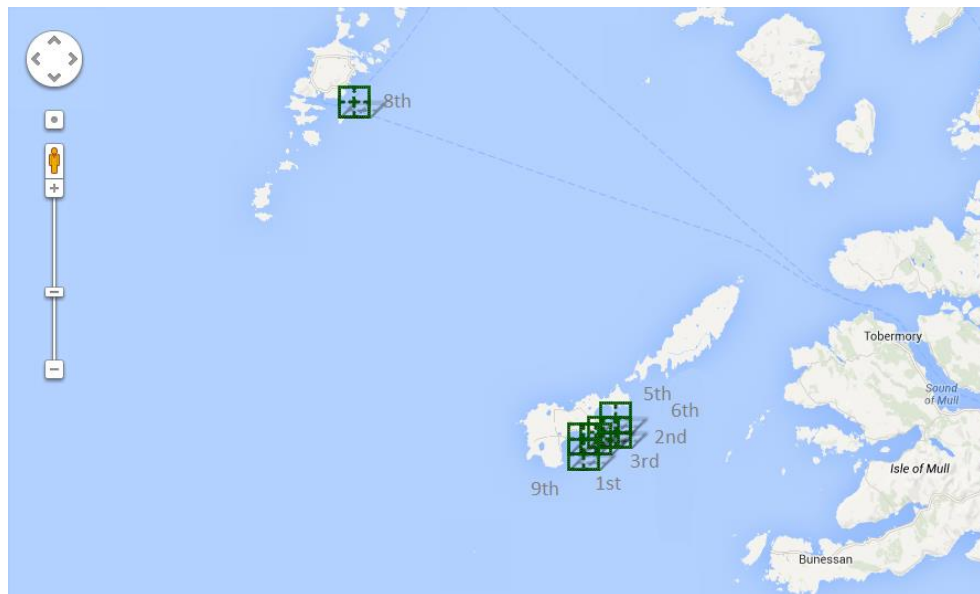 8th
Tobermory
Sound
of Mull
5th
6th
2nd
3rd
Isle of Mull
1st
9th
Bunessan